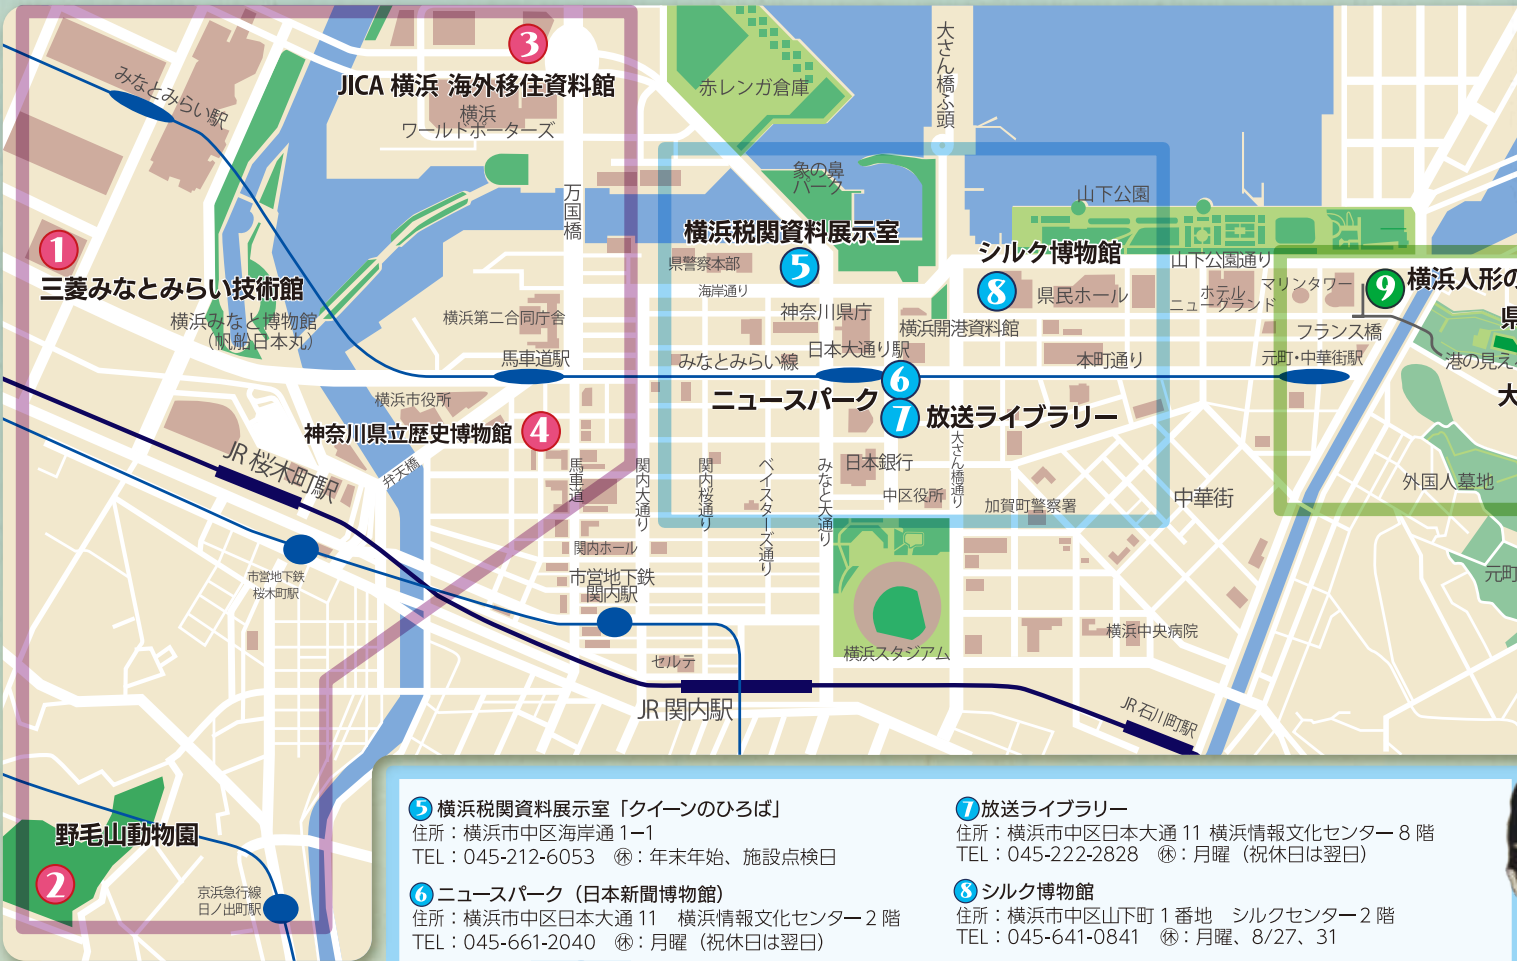 大さん橋ふ頭
3
JICA 横浜 海外移住資料館
みなとみらい駅
赤レンガ倉庫
横浜
ワールドポーターズ
象の鼻
パーク
万国橋
山下公園
横浜税関資料展示室
1
シルク博物館
5
県警察本部
山下公園通り
三菱みなとみらい技術館
海岸通り
8
県民ホール
ホテル
ニューグランド
マリンタワー
9
横浜人形の
横浜みなと博物館
(帆船日本丸)
横浜第二合同庁舎
神奈川県庁
横浜開港資料館
フランス橋
県
馬車道駅
みなとみらい線
日本大通り駅
本町通り
元町・中華街駅
港の見え
6
横浜市役所
ニュースパーク
7
放送ライブラリー
大
神奈川県立歴史博物館
4
JR 桜木町駅
弁天橋
馬車道
関内大通り
関内桜通り
ベイスターズ通り
みなと大通り
日本銀行
大さん橋通り
中区役所
加賀町警察署
中華街
外国人墓地
関内ホール
市営地下鉄
桜木町駅
市営地下鉄
関内駅
元町
横浜中央病院
横浜スタジアム
セルテ
JR 関内駅
JR 石川町駅
野毛山動物園
2
京浜急行線
日ノ出町駅
5 横浜税関資料展示室「クイーンのひろば」
住所：横浜市中区海岸通 1−1
TEL：045-212-6053 ㊡：年末年始、施設点検日
6 ニュースパーク（日本新聞博物館）
住所：横浜市中区日本大通 11 横浜情報文化センター 2 階
TEL：045-661-2040 ㊡：月曜（祝休日は翌日）
7 放送ライブラリー
住所：横浜市中区日本大通 11 横浜情報文化センター 8 階
TEL：045-222-2828 ㊡：月曜（祝休日は翌日）
8 シルク博物館
住所：横浜市中区山下町 1 番地 シルクセンター 2 階
TEL：045-641-0841 ㊡：月曜、8/27、31